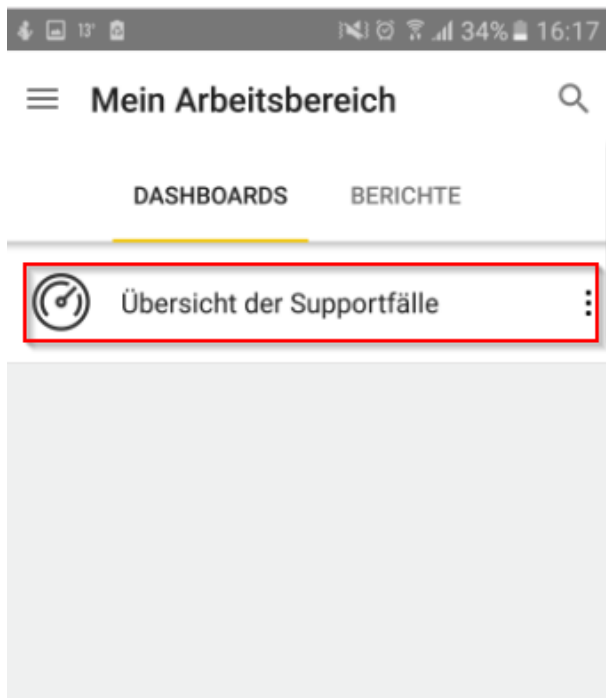 13° 34% 16:17
Mein Arbeitsbereich
DASHBOARDS BERICHTE
Übersicht der Supportfälle